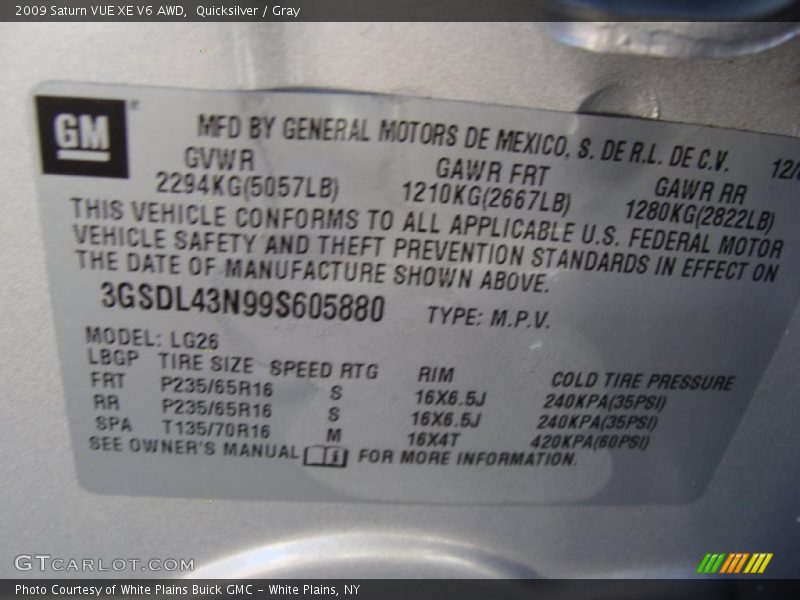 2009 Saturn VUE XE V6 AWD,  Quicksilver / Gray
GM
MFD BY GENERAL MOTORS DE MEXICO, S. DE R.L. DE C.V.
GVWR GAWR FRT GAWR RR
2294KG(5057LB) 1210KG(2667LB) 1280KG(2822LB)
THIS VEHICLE CONFORMS TO ALL APPLICABLE U.S. FEDERAL MOTOR
VEHICLE SAFETY AND THEFT PREVENTION STANDARDS IN EFFECT ON
THE DATE OF MANUFACTURE SHOWN ABOVE.
3GSDL43N99S605880 TYPE: M.P.V.
MODEL: LG26
LBGP TIRE SIZE SPEED RTG RIM COLD TIRE PRESSURE
FRT P235/65R16 S 16X6.5J 240KPA(35PSI)
RR P235/65R16 S 16X6.5J 240KPA(35PSI)
SPA T135/70R16 M 16X4T 420KPA(60PSI)
SEE OWNER'S MANUAL FOR MORE INFORMATION.
GTCARLOT.COM
Photo Courtesy of White Plains Buick GMC - White Plains, NY